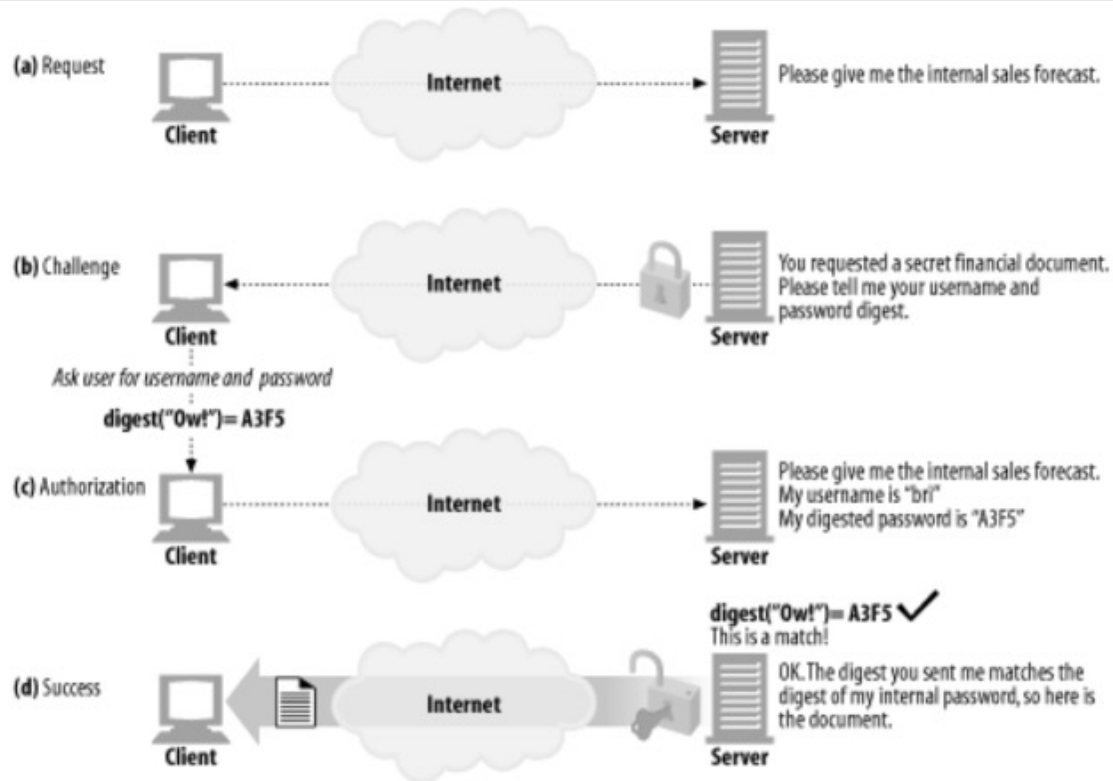 (a) Request
Internet
Please give me the internal sales forecast.
Client
Server
(b) Challenge
Internet
You requested a secret financial document.
Please tell me your username and
password digest.
Client
Server
Ask user for username and password
digest("Ow!")= A3F5
(c) Authorization
Internet
Please give me the internal sales forecast.
My username is "bri"
My digested password is "A3F5"
Client
Server
digest("Ow!")= A3F5
This is a match!
(d) Success
Internet
OK. The digest you sent me matches the
digest of my internal password, so here is
the document.
Client
Server